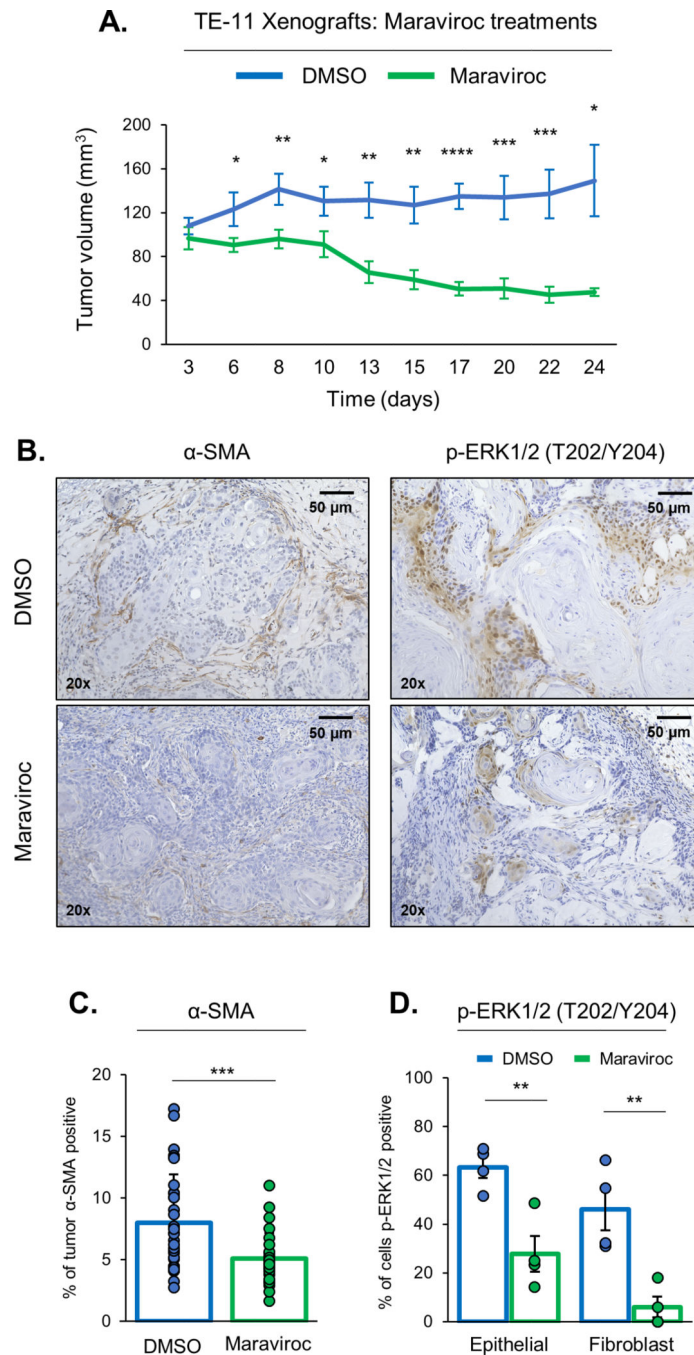 A.
TE-11 Xenografts: Maraviroc treatments
DMSO Maraviroc
Tumor volume (mm³)
200
160
120
80
40
0
* ** * ** ** **** *** *** *
3 6 8 10 13 15 17 20 22 24
Time (days)
B.
α-SMA
p-ERK1/2 (T202/Y204)
DMSO
50 µm
20x
50 µm
20x
Maraviroc
50 µm
20x
50 µm
20x
C.
α-SMA
% of tumor α-SMA positive
20
15
10
5
0
***
DMSO Maraviroc
D.
p-ERK1/2 (T202/Y204)
DMSO Maraviroc
% of cells p-ERK1/2 positive
100
80
60
40
20
0
** **
Epithelial Fibroblast